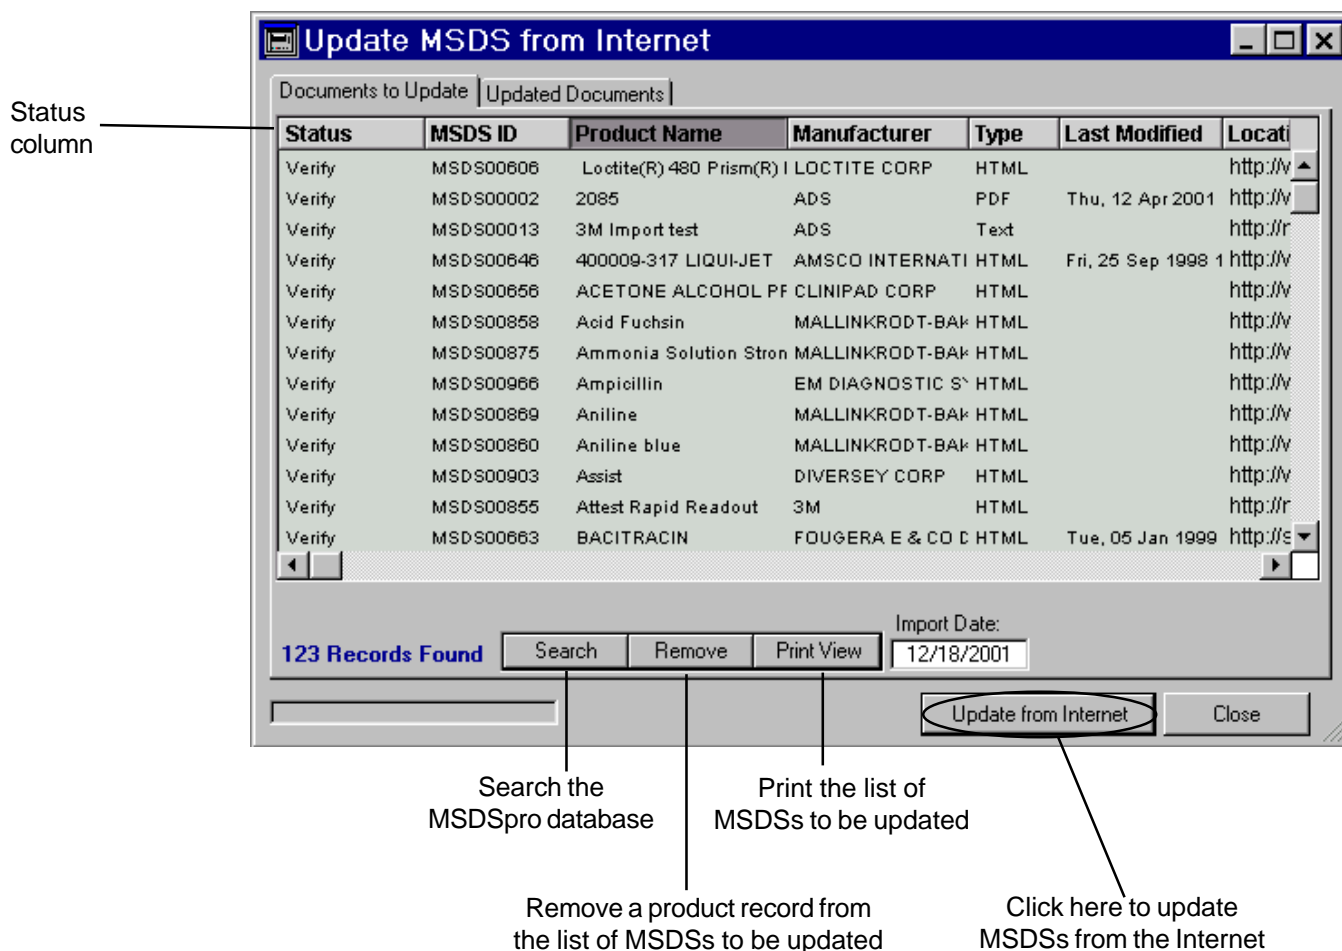 Update MSDS from Internet
Documents to Update Updated Documents
Status column
Status MSDS ID Product Name Manufacturer Type Last Modified Locati
Verify MSDS00606 Loctite(R) 480 Prism(R) LOCTITE CORP HTML http://
Verify MSDS00002 2085 ADS PDF Thu, 12 Apr 2001 http://
Verify MSDS00013 3M Import test ADS Text http://
Verify MSDS00646 400009-317 LIQUI-JET AMSCO INTERNATI HTML Fri, 25 Sep 1998 1 http://
Verify MSDS00656 ACETONE ALCOHOL PF CLINIPAD CORP HTML http://
Verify MSDS00858 Acid Fuchsin MALLINKRODT-BAK HTML http://
Verify MSDS00875 Ammonia Solution Stron MALLINKRODT-BAK HTML http://
Verify MSDS00966 Ampicillin EM DIAGNOSTIC HTML http://
Verify MSDS00869 Aniline MALLINKRODT-BAK HTML http://
Verify MSDS00860 Aniline blue MALLINKRODT-BAK HTML http://
Verify MSDS00903 Assist DIVERSEY CORP HTML http://
Verify MSDS00855 Attest Rapid Readout 3M HTML http://
Verify MSDS00663 BACITRACIN FOUGERA E & CO HTML Tue, 05 Jan 1999 http://
Import Date:
123 Records Found Search Remove Print View 12/18/2001
Update from Internet Close
Search the
MSDSpro database
Print the list of
MSDSs to be updated
Remove a product record from
the list of MSDSs to be updated
Click here to update
MSDSs from the Internet